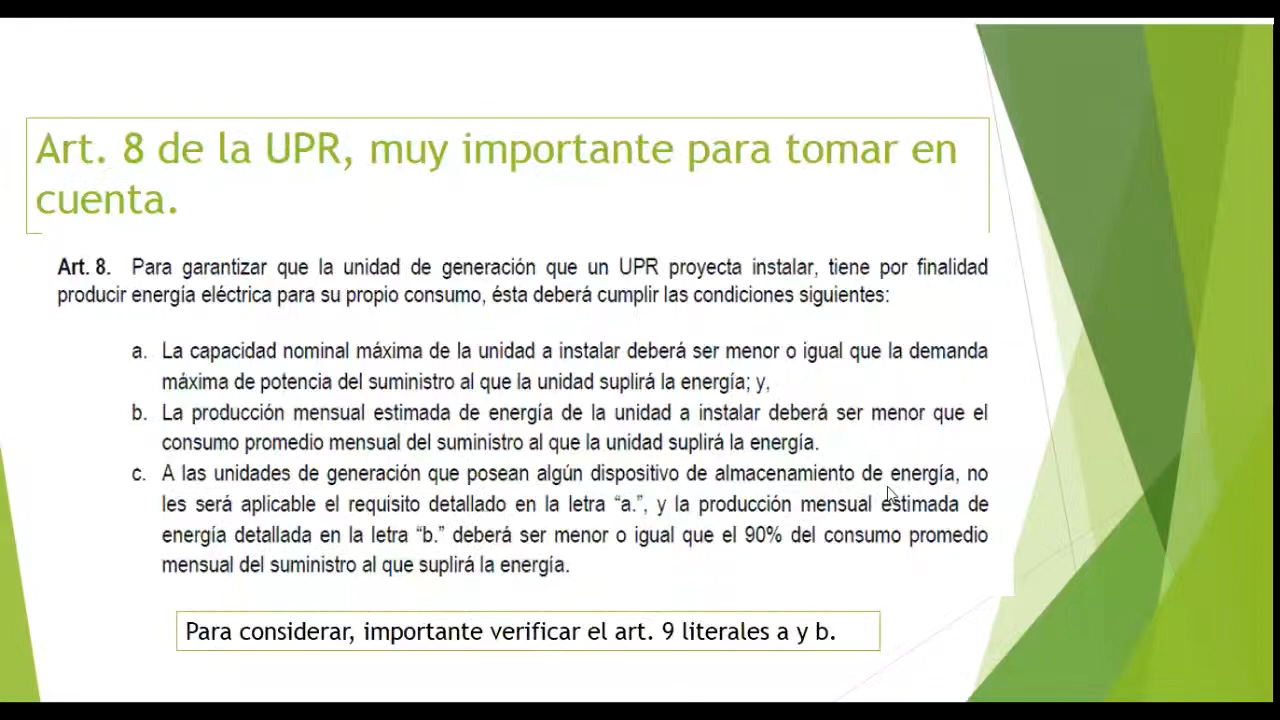 Art. 8 de la UPR, muy importante para tomar en
cuenta.
Art. 8. Para garantizar que la unidad de generación que un UPR proyecta instalar, tiene por finalidad
producir energía eléctrica para su propio consumo, ésta deberá cumplir las condiciones siguientes:
a. La capacidad nominal máxima de la unidad a instalar deberá ser menor o igual que la demanda
máxima de potencia del suministro al que la unidad suplirá la energía; y,
b. La producción mensual estimada de energía de la unidad a instalar deberá ser menor que el
consumo promedio mensual del suministro al que la unidad suplirá la energía.
c. A las unidades de generación que posean algún dispositivo de almacenamiento de energía, no
les será aplicable el requisito detallado en la letra “a.”, y la producción mensual estimada de
energía detallada en la letra “b.” deberá ser menor o igual que el 90% del consumo promedio
mensual del suministro al que suplirá la energía.
Para considerar, importante verificar el art. 9 literales a y b.